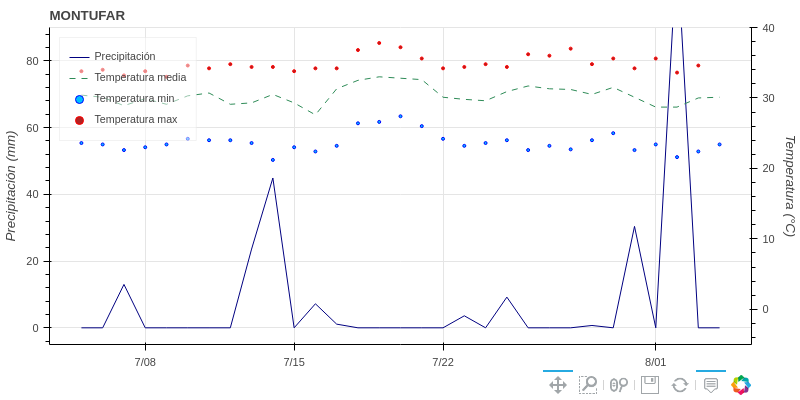 MONTUFAR
Precipitación
Temperatura media
Temperatura min
Temperatura max
Precipitación (mm)
80
60
40
20
0
Temperatura (°C)
40
30
20
10
0
7/08
7/15
7/22
8/01